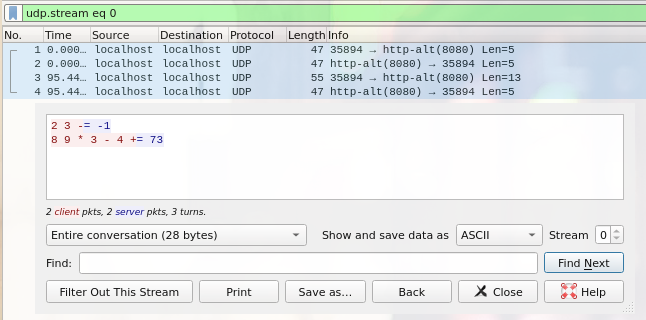 udp.stream eq 0
No. Time Source Destination Protocol Length Info
1 0.000… localhost localhost UDP 47 35894 → http-alt(8080) Len=5
2 0.000… localhost localhost UDP 47 http-alt(8080) → 35894 Len=5
3 95.44… localhost localhost UDP 55 35894 → http-alt(8080) Len=13
4 95.44… localhost localhost UDP 47 http-alt(8080) → 35894 Len=5
2 3 -= -1
8 9 * 3 - 4 += 73
2 client pkts, 2 server pkts, 3 turns.
Entire conversation (28 bytes) Show and save data as ASCII Stream 0
Find: Find Next
Filter Out This Stream Print Save as… Back Close Help